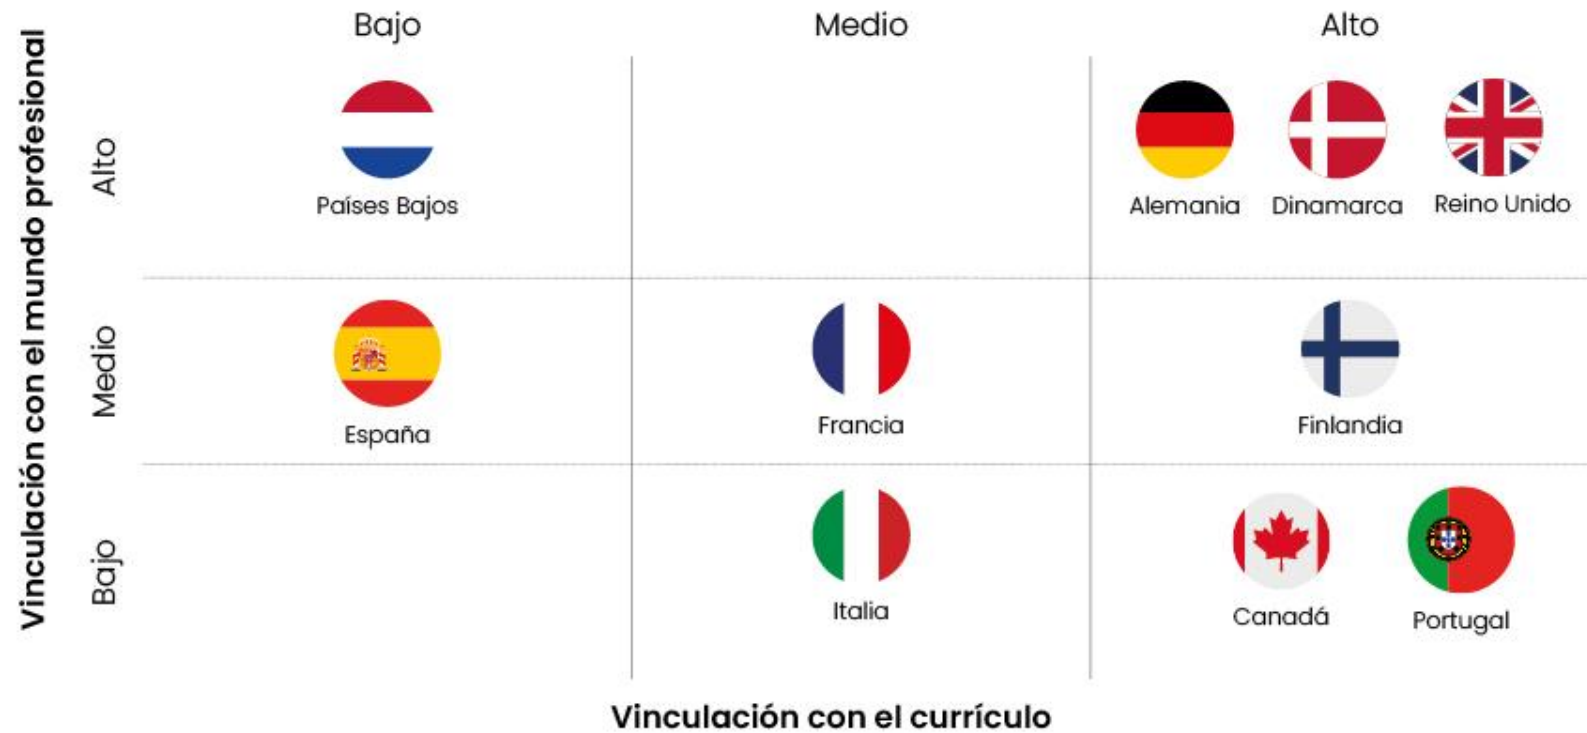 Bajo
Medio
Alto
Vinculación con el mundo profesional
Alto
Países Bajos
Alemania
Dinamarca
Reino Unido
Medio
España
Francia
Finlandia
Bajo
Italia
Canadá
Portugal
Vinculación con el currículo